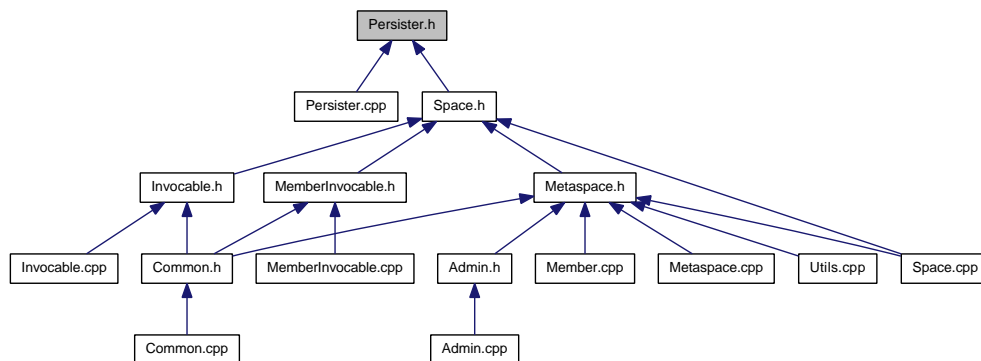 Persister.h
Persister.cpp
Space.h
Invocable.h
MemberInvocable.h
Metaspace.h
Invocable.cpp
Common.h
MemberInvocable.cpp
Admin.h
Member.cpp
Metaspace.cpp
Utils.cpp
Space.cpp
Common.cpp
Admin.cpp